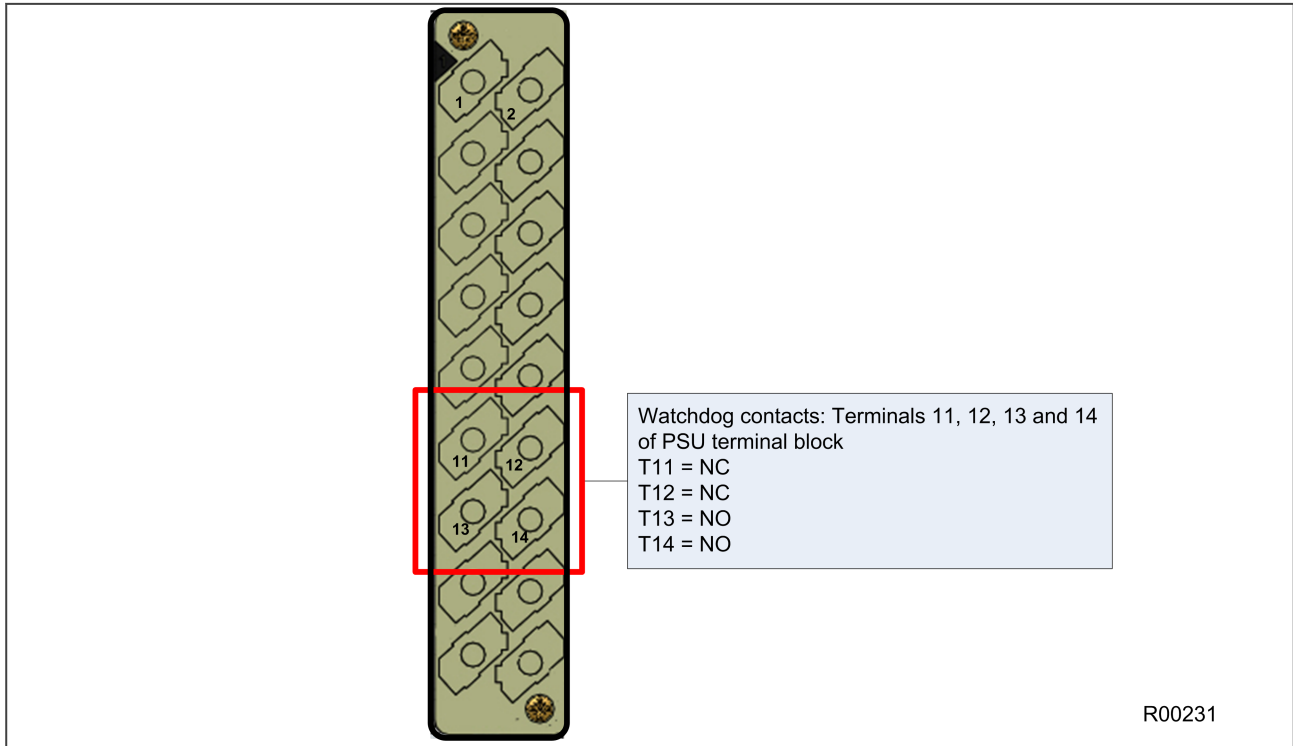 1
1
2
11
12
13
14
Watchdog contacts: Terminals 11, 12, 13 and 14
of PSU terminal block
T11 = NC
T12 = NC
T13 = NO
T14 = NO
R00231